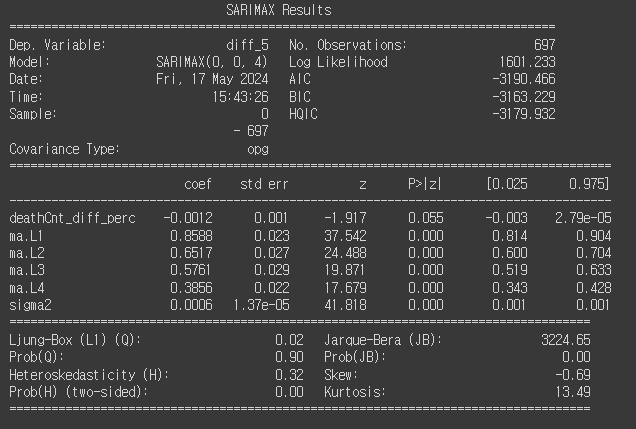 SARIMAX Results
==============================================================================
Dep. Variable: diff_5 No. Observations: 697
Model: SARIMAX(0, 0, 4) Log Likelihood 1601.233
Date: Fri, 17 May 2024 AIC -3190.466
Time: 15:43:26 BIC -3163.229
Sample: 0 HQIC -3179.932
- 697
Covariance Type: opg
==============================================================================
coef std err z P>|z| [0.025 0.975]
------------------------------------------------------------------------------
deathCnt_diff_perc -0.0012 0.001 -1.917 0.055 -0.003 2.79e-05
ma.L1 0.8588 0.023 37.542 0.000 0.814 0.904
ma.L2 0.6517 0.027 24.488 0.000 0.600 0.704
ma.L3 0.5761 0.029 19.871 0.000 0.519 0.633
ma.L4 0.3856 0.022 17.679 0.000 0.343 0.428
sigma2 0.0006 1.37e-05 41.818 0.000 0.001 0.001
==============================================================================
Ljung-Box (L1) (Q): 0.02 Jarque-Bera (JB): 3224.65
Prob(Q): 0.90 Prob(JB): 0.00
Heteroskedasticity (H): 0.32 Skew: -0.69
Prob(H) (two-sided): 0.00 Kurtosis: 13.49
==============================================================================